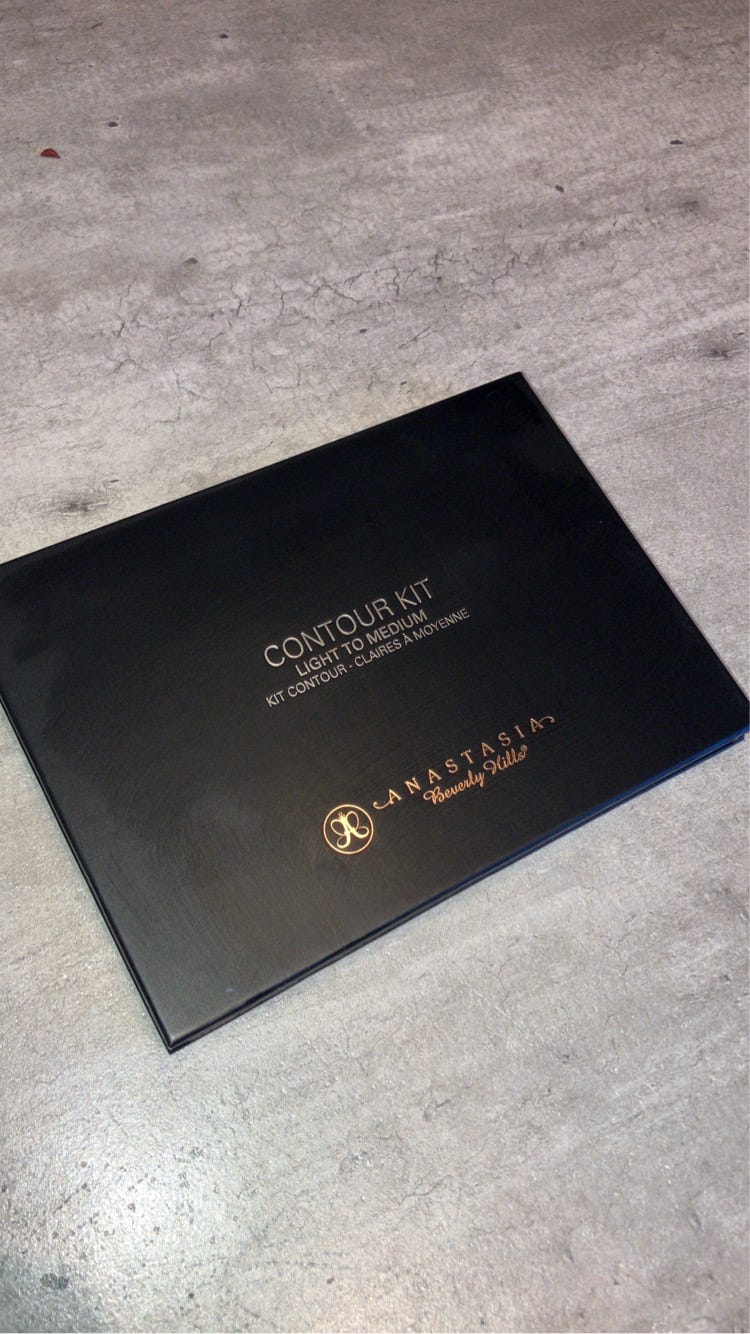 CONTOUR KIT
LIGHT TO MEDIUM
KIT CONTOUR - CLAIRES À MOYENNE
ANASTASIA
Beverly Hills®